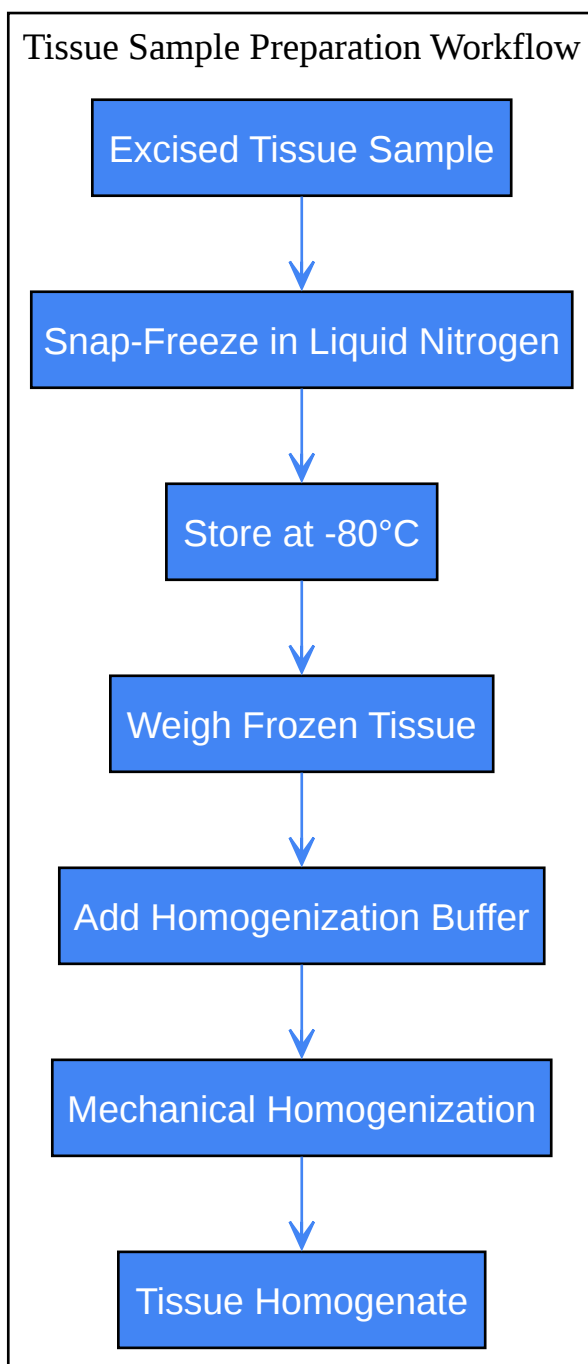 Tissue Sample Preparation Workflow
Excised Tissue Sample
Snap-Freeze in Liquid Nitrogen
Store at -80°C
Weigh Frozen Tissue
Add Homogenization Buffer
Mechanical Homogenization
Tissue Homogenate